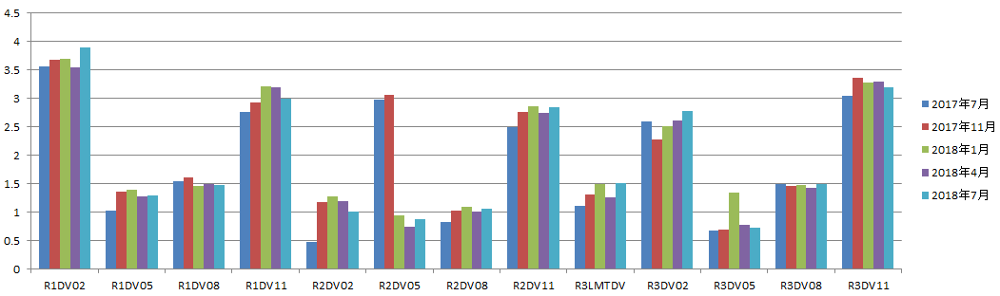 4.5
4
3.5
3
2.5
2
1.5
1
0.5
0
R1DV02 R1DV05 R1DV08 R1DV11 R2DV02 R2DV05 R2DV08 R2DV11 R3LMTDV R3DV02 R3DV05 R3DV08 R3DV11
2017年7月
2017年11月
2018年1月
2018年4月
2018年7月